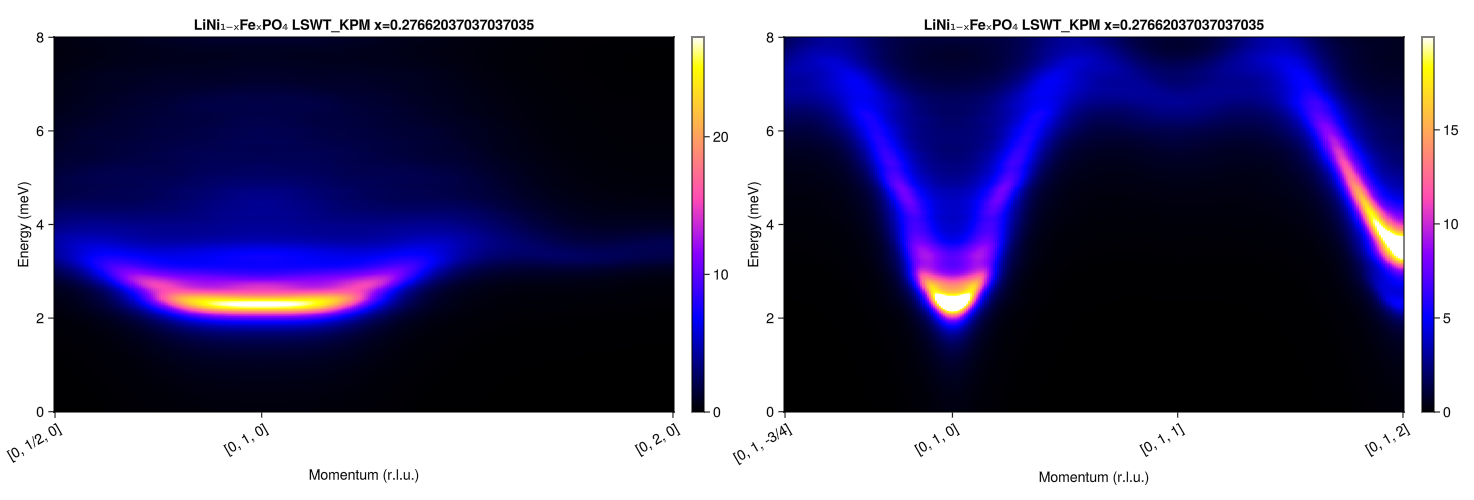 LiNi₁₋ₓFeₓPO₄ LSWT_KPM x=0.27662037037037035
8
6
4
2
0
Energy (meV)
[0, 1/2, 0]
[0, 1, 0]
[0, 2, 0]
Momentum (r.l.u.)
20
10
0
LiNi₁₋ₓFeₓPO₄ LSWT_KPM x=0.27662037037037035
8
6
4
2
0
Energy (meV)
[0, 1, -3/4]
[0, 1, 0]
[0, 1, 1]
[0, 1, 2]
Momentum (r.l.u.)
15
10
5
0